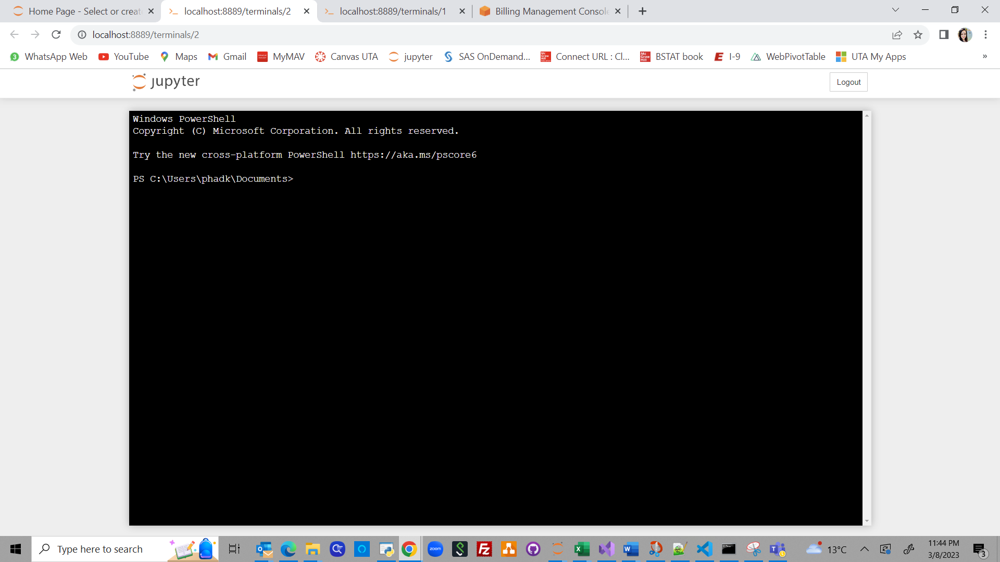 Home Page - Select or creat
localhost:8889/terminals/2
localhost:8889/terminals/1
Billing Management Console
localhost:8889/terminals/2
3 WhatsApp Web
YouTube
Maps
Gmail
MyMAV
Canvas UTA
jupyter
SAS OnDemand...
Connect URL : Cl...
BSTAT book
I-9
WebPivotTable
UTA My Apps
»
jupyter
Logout
Windows PowerShell
Copyright (C) Microsoft Corporation. All rights reserved.
Try the new cross-platform PowerShell https://aka.ms/pscore6
PS C:\Users\phadk\Documents>
Type here to search
zoom
13°C
11:44 PM
3/8/2023
3